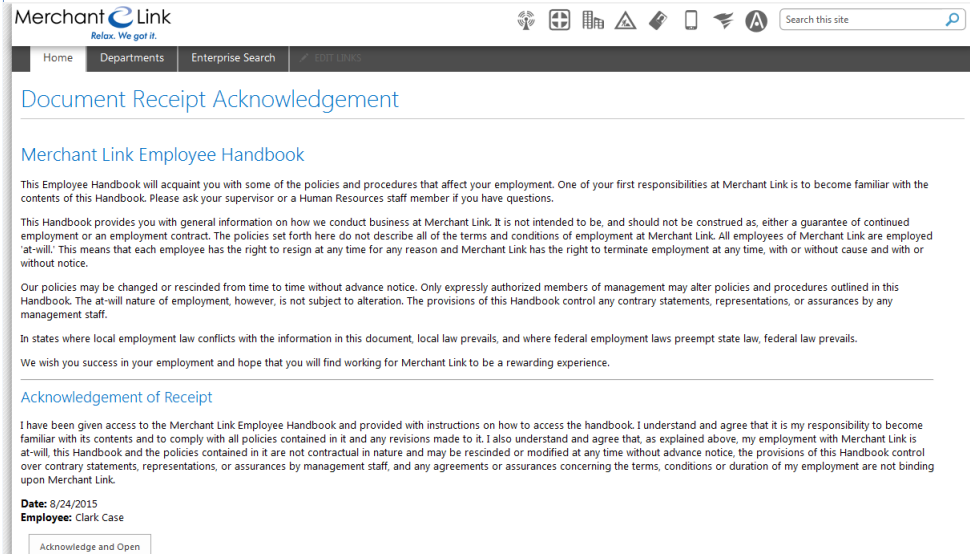 Merchant Link
Relax. We got it.
Search this site
Home Departments Enterprise Search EDIT LINKS
Document Receipt Acknowledgement
Merchant Link Employee Handbook
This Employee Handbook will acquaint you with some of the policies and procedures that affect your employment. One of your first responsibilities at Merchant Link is to become familiar with the
contents of this Handbook. Please ask your supervisor or a Human Resources staff member if you have questions.
This Handbook provides you with general information on how we conduct business at Merchant Link. It is not intended to be, and should not be construed as, either a guarantee of continued
employment or an employment contract. The policies set forth here do not describe all of the terms and conditions of employment at Merchant Link. All employees of Merchant Link are employed
'at-will.' This means that each employee has the right to resign at any time for any reason and Merchant Link has the right to terminate employment at any time, with or without cause and with or
without notice.
Our policies may be changed or rescinded from time to time without advance notice. Only expressly authorized members of management may alter policies and procedures outlined in this
Handbook. The at-will nature of employment, however, is not subject to alteration. The provisions of this Handbook control any contrary statements, representations, or assurances by any
management staff.
In states where local employment law conflicts with the information in this document, local law prevails, and where federal employment laws preempt state law, federal law prevails.
We wish you success in your employment and hope that you will find working for Merchant Link to be a rewarding experience.
Acknowledgement of Receipt
I have been given access to the Merchant Link Employee Handbook and provided with instructions on how to access the handbook. I understand and agree that it is my responsibility to become
familiar with its contents and to comply with all policies contained in it and any revisions made to it. I also understand and agree that, as explained above, my employment with Merchant Link is
at-will, this Handbook and the policies contained in it are not contractual in nature and may be rescinded or modified at any time without advance notice, the provisions of this Handbook control
over contrary statements, representations, or assurances by management staff, and any agreements or assurances concerning the terms, conditions or duration of my employment are not binding
upon Merchant Link.
Date: 8/24/2015
Employee: Clark Case
Acknowledge and Open